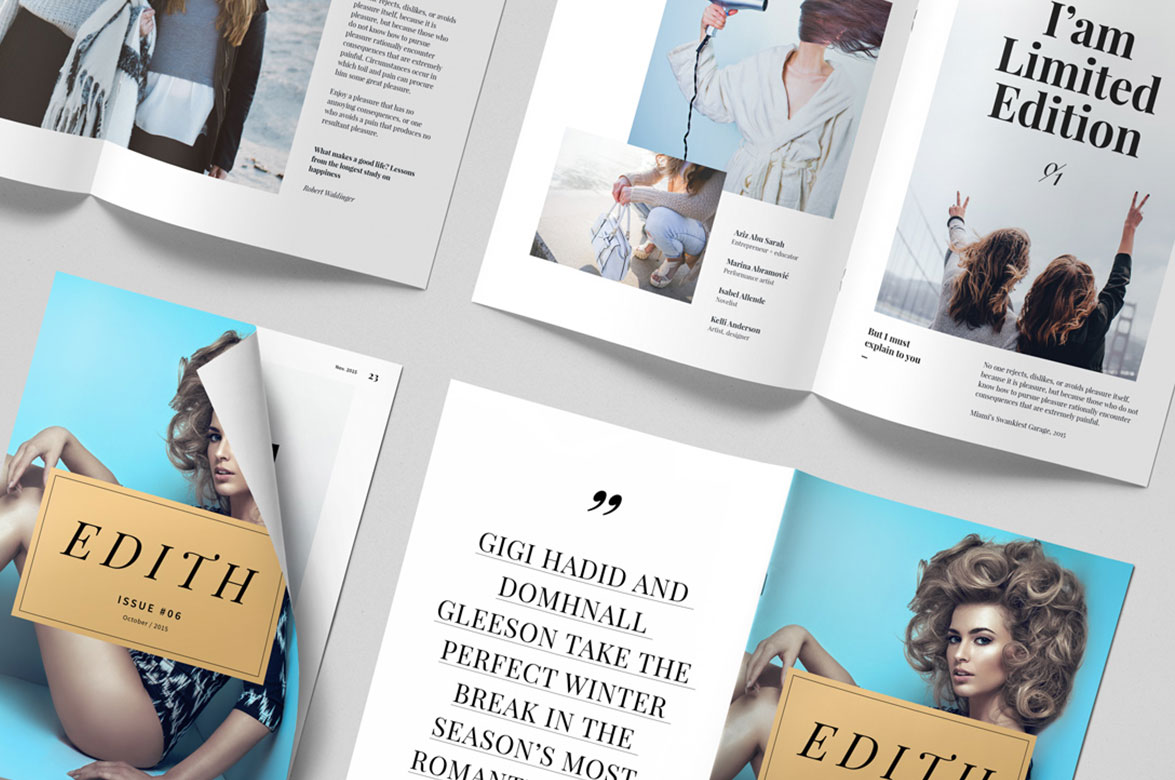 pleasure itself, because it is
pleasure, but because those who
do not know how to pursue
pleasure rationally encounter
consequences that are extremely
painful. Circumstances occur in
which toil and pain can procure
him some great pleasure.
Enjoy a pleasure that has no
annoying consequences, or one
who avoids a pain that produces no
resultant pleasure.
What makes a good life? Lessons
from the longest study on
happiness
Robert Waldinger
Aziz Abu Sarah
Entrepreneur + educator
Marina Abramović
Performance artist
Isabel Allende
Novelist
Kelli Anderson
Artist, designer
I'am
Limited
Edition
01
But I must
explain to you
–
No one rejects, dislikes, or avoids pleasure itself,
because it is pleasure, but because those who do not
know how to pursue pleasure rationally encounter
consequences that are extremely painful.
Miami's Swankiest Garage, 2015
Nov. 2015 23
EDITH
ISSUE #06
October / 2015
”
GIGI HADID AND
DOMHNALL
GLEESON TAKE THE
PERFECT WINTER
BREAK IN THE
SEASON'S MOST
EDITH